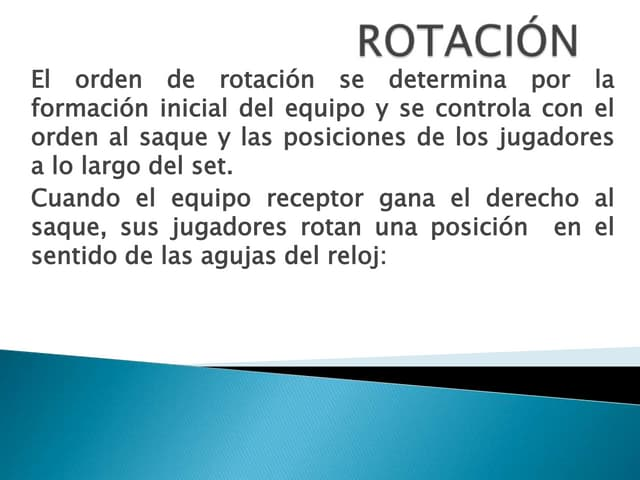 ROTACIÓN
El orden de rotación se determina por la
formación inicial del equipo y se controla con el
orden al saque y las posiciones de los jugadores
a lo largo del set.
Cuando el equipo receptor gana el derecho al
saque, sus jugadores rotan una posición en el
sentido de las agujas del reloj: